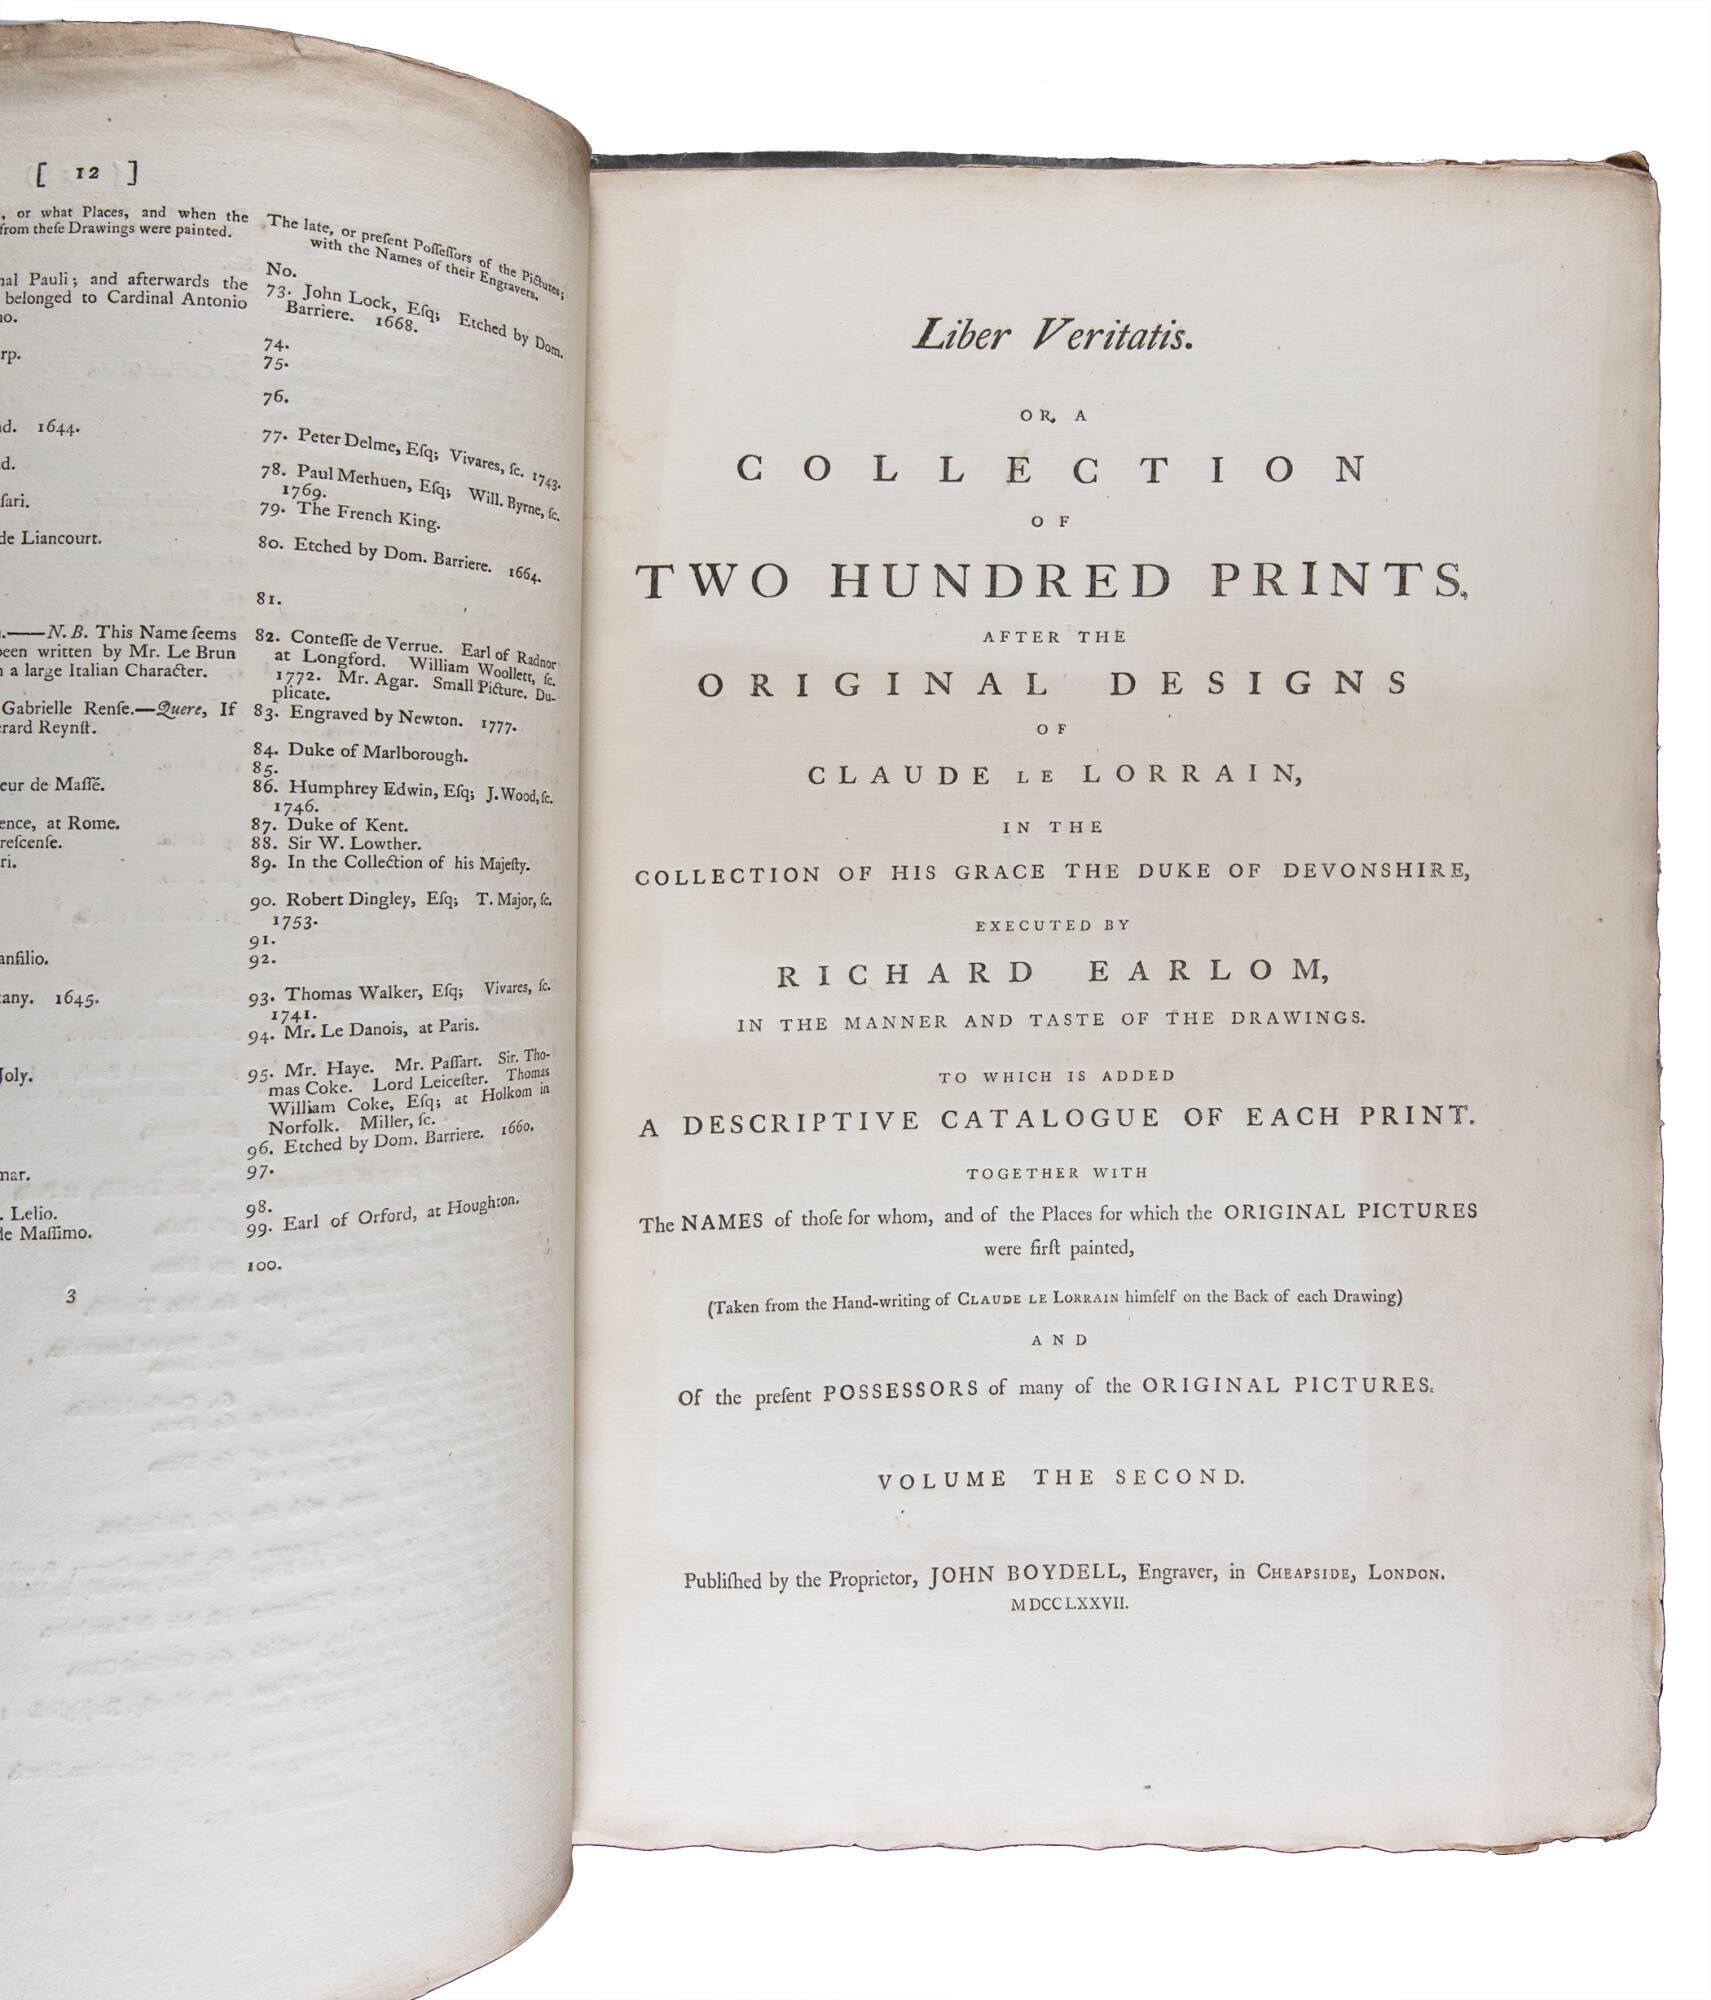 [ 12 ]
, or what Places, and when the
from theſe Drawings were painted.
nal Pauli; and afterwards the
belonged to Cardinal Antonio
no.
rp.
nd. 1644.
d.
ſari.
de Liancourt.
.——N. B. This Name ſeems
been written by Mr. Le Brun
n a large Italian Character.
Gabrielle Renſe.—Quere, If
erard Reynſt.
eur de Maſſé.
ence, at Rome.
reſcenſe.
ri.
anfilio.
cany. 1645.
Joly.
mar.
. Lelio.
de Maſſimo.
3
The late, or preſent Poſſeſſors of the Pictures;
with the Names of their Engravers.
No.
73. John Lock, Eſq; Etched by Dom.
Barriere. 1668.
74.
75.
76.
77. Peter Delme, Eſq; Vivares, ſc. 1743.
78. Paul Methuen, Eſq; Will. Byrne, ſc.
1769.
79. The French King.
80. Etched by Dom. Barriere. 1664.
81.
82. Conteſſe de Verrue. Earl of Radnor
at Longford. William Woollett, ſc.
1772. Mr. Agar. Small Picture. Du-
plicate.
83. Engraved by Newton. 1777.
84. Duke of Marlborough.
85.
86. Humphrey Edwin, Eſq; J. Wood, ſc.
1746.
87. Duke of Kent.
88. Sir W. Lowther.
89. In the Collection of his Majeſty.
90. Robert Dingley, Eſq; T. Major, ſc.
1753.
91.
92.
93. Thomas Walker, Eſq; Vivares, ſc.
1741.
94. Mr. Le Danois, at Paris.
95. Mr. Haye. Mr. Paſſart. Sir. Tho-
mas Coke. Lord Leiceſter. Thomas
William Coke, Eſq; at Holkom in
Norfolk. Miller, ſc.
96. Etched by Dom. Barriere. 1660.
97.
98.
99. Earl of Orford, at Houghton.
100.
Liber Veritatis.
OR, A
COLLECTION
OF
TWO HUNDRED PRINTS,
AFTER THE
ORIGINAL DESIGNS
OF
CLAUDE LE LORRAIN,
IN THE
COLLECTION OF HIS GRACE THE DUKE OF DEVONSHIRE,
EXECUTED BY
RICHARD EARLOM,
IN THE MANNER AND TASTE OF THE DRAWINGS.
TO WHICH IS ADDED
A DESCRIPTIVE CATALOGUE OF EACH PRINT.
TOGETHER WITH
The NAMES of thoſe for whom, and of the Places for which the ORIGINAL PICTURES
were firſt painted,
(Taken from the Hand-writing of CLAUDE LE LORRAIN himſelf on the Back of each Drawing)
AND
Of the preſent POSSESSORS of many of the ORIGINAL PICTURES.
VOLUME THE SECOND.
Publiſhed by the Proprietor, JOHN BOYDELL, Engraver, in CHEAPSIDE, LONDON.
MDCCLXXVII.